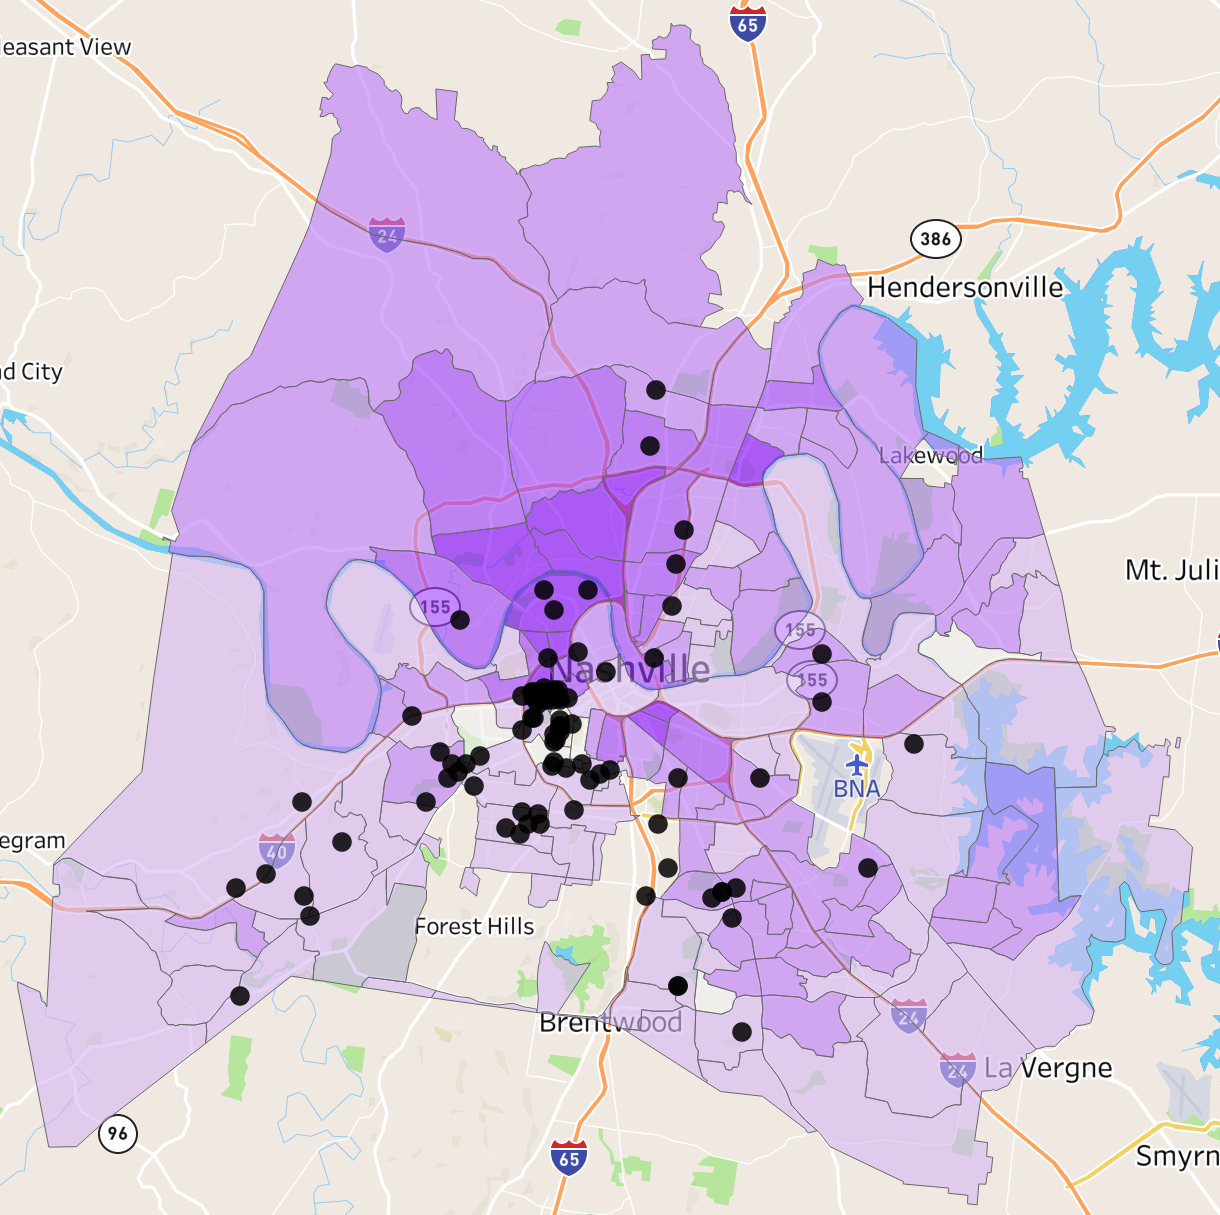 65
leasant View
24
386
Hendersonville
d City
Lakewood
Mt. Juli
155
155
Nashville
155
BNA
egram
40
Forest Hills
24
Brentwood
24
La Vergne
96
65
Smyrn